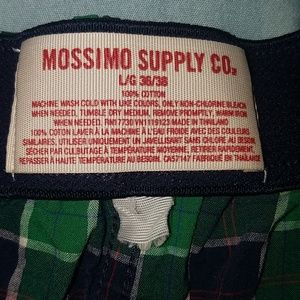 MOSSIMO SUPPLY CO.
L/G 36/38
100% COTTON
MACHINE WASH COLD WITH LIKE COLORS, ONLY NON-CHLORINE BLEACH
WHEN NEEDED, TUMBLE DRY MEDIUM, REMOVE PROMPTLY, WARM IRON
WHEN NEEDED. RN17730/RN119923 MADE IN THAILAND
100% COTON LAVER À LA MACHINE À L'EAU FROIDE AVEC DES COULEURS
SIMILAIRES, UTILISER UNIQUEMENT UN JAVELLISANT SANS CHLORE AU BESOIN,
SÉCHER PAR CULBUTAGE À TEMPÉRATURE MOYENNE, RETIRER RAPIDEMENT,
REPASSER À HAUTE TEMPÉRATURE AU BESOIN. CA57147 FABRIQUÉ EN THAÏLANDE